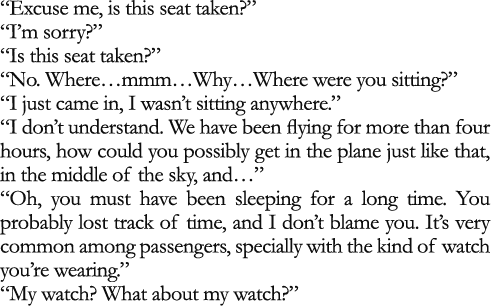 “Excuse me, is this seat taken?”
“I’m sorry?”
“Is this seat taken?”
“No. Where…mmm…Why…Where were you sitting?”
“I just came in, I wasn’t sitting anywhere.”
“I don’t understand. We have been flying for more than four
hours, how could you possibly get in the plane just like that,
in the middle of the sky, and…”
“Oh, you must have been sleeping for a long time. You
probably lost track of time, and I don’t blame you. It’s very
common among passengers, specially with the kind of watch
you’re wearing.”
“My watch? What about my watch?”